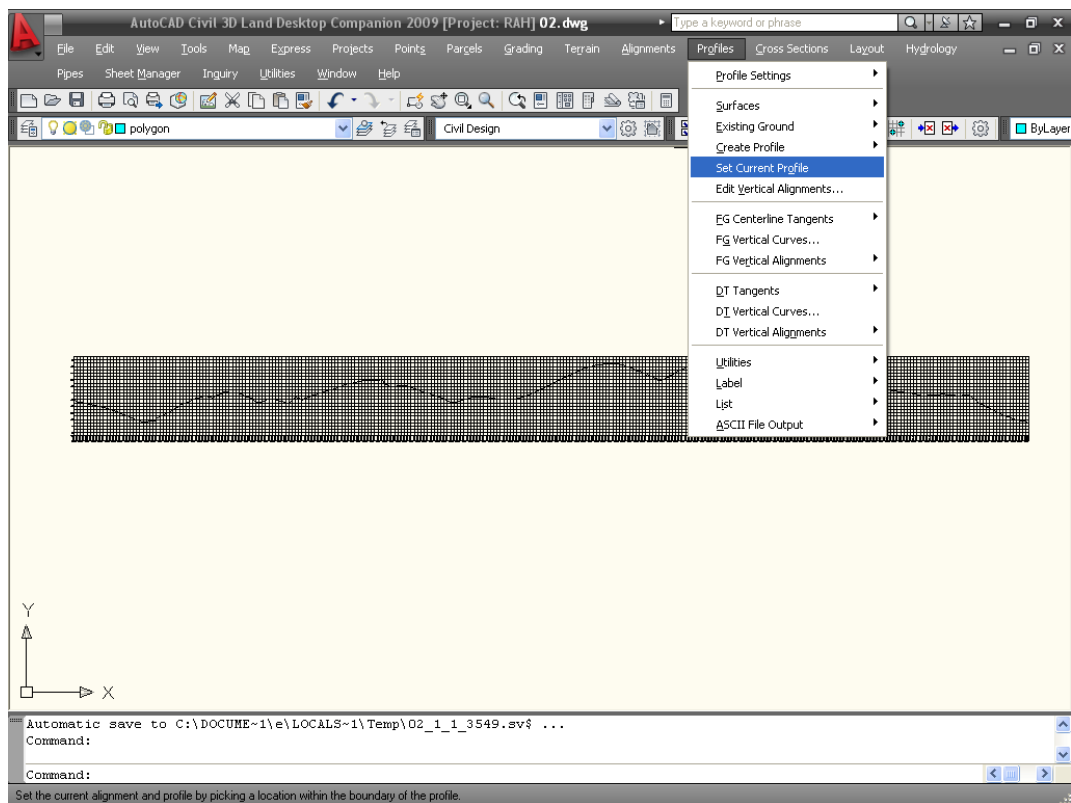 AutoCAD Civil 3D Land Desktop Companion 2009 [Project: RAH] 02.dwg
Type a keyword or phrase
File Edit View Tools Map Express Projects Points Parcels Grading Terrain Alignments Profiles Cross Sections Layout Hydrology
Pipes Sheet Manager Inquiry Utilities Window Help
polygon
Civil Design
ByLayer
Profile Settings
Surfaces
Existing Ground
Create Profile
Set Current Profile
Edit Vertical Alignments...
FG Centerline Tangents
FG Vertical Curves...
FG Vertical Alignments
DT Tangents
DT Vertical Curves...
DT Vertical Alignments
Utilities
Label
List
ASCII File Output
Y
X
Automatic save to C:\DOCUME~1\e\LOCALS~1\Temp\02_1_1_3549.sv$ ...
Command:
Command:
Set the current alignment and profile by picking a location within the boundary of the profile.